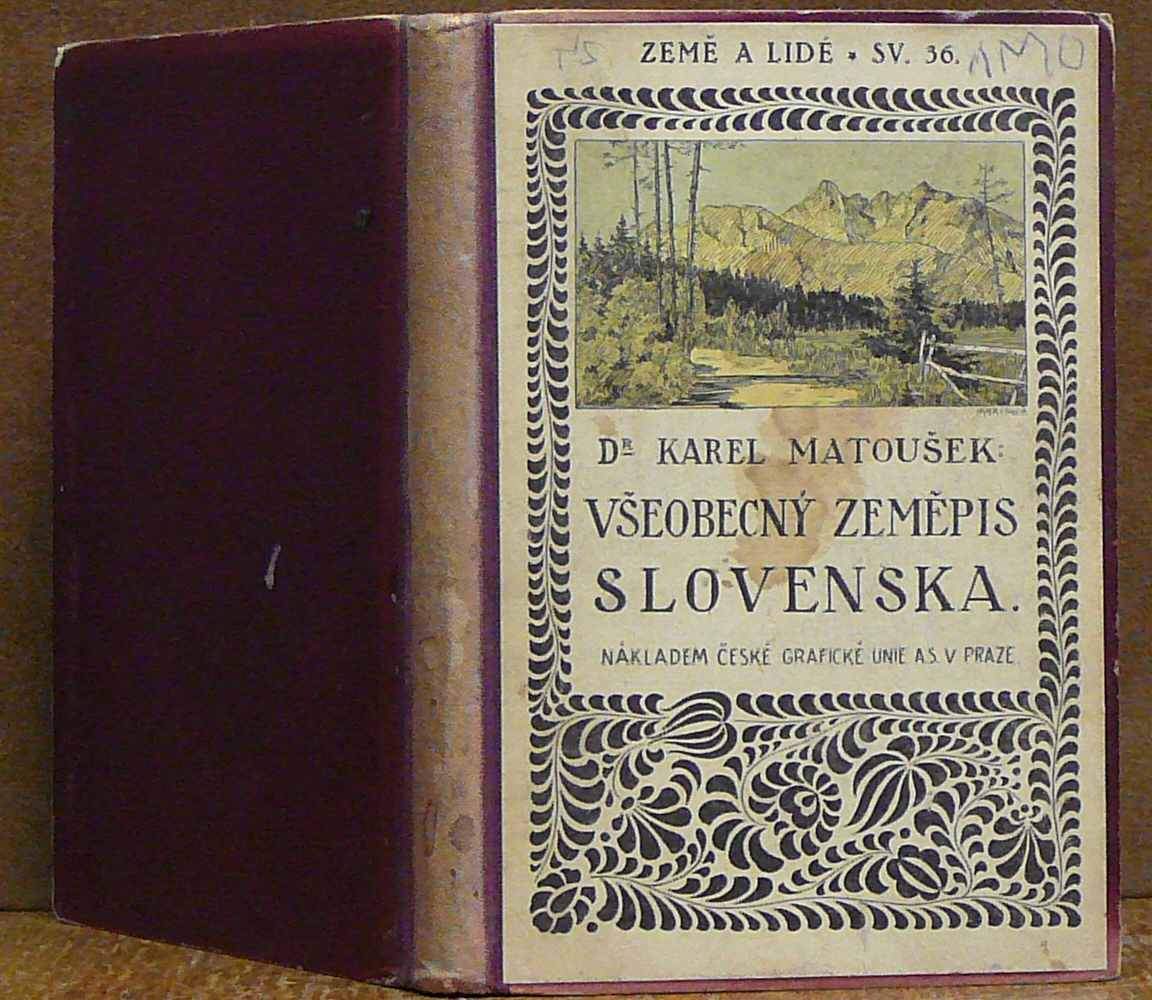 ZEMĚ A LIDÉ * SV. 36.
DR KAREL MATOUŠEK:
VŠEOBECNÝ ZEMĚPIS
SLOVENSKA.
NÁKLADEM ČESKÉ GRAFICKÉ UNIE A.S. V PRAZE.